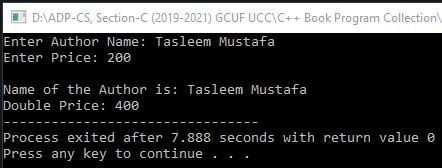 D:\ADP-CS, Section-C (2019-2021) GCUF UCC\C++ Book Program Collection\
Enter Author Name: Tasleem Mustafa
Enter Price: 200
Name of the Author is: Tasleem Mustafa
Double Price: 400
--------------------------------
Process exited after 7.888 seconds with return value 0
Press any key to continue . . .